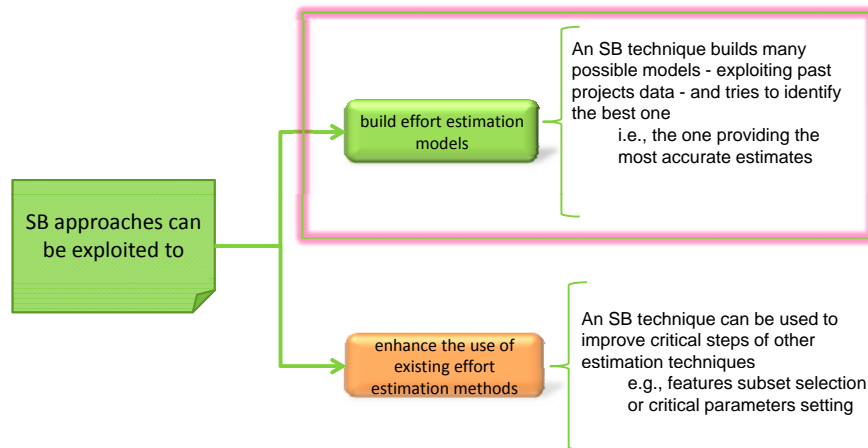 SB approaches can
be exploited to
build effort estimation
models
An SB technique builds many
possible models - exploiting past
projects data - and tries to identify
the best one
i.e., the one providing the
most accurate estimates
enhance the use of
existing effort
estimation methods
An SB technique can be used to
improve critical steps of other
estimation techniques
e.g., features subset selection
or critical parameters setting